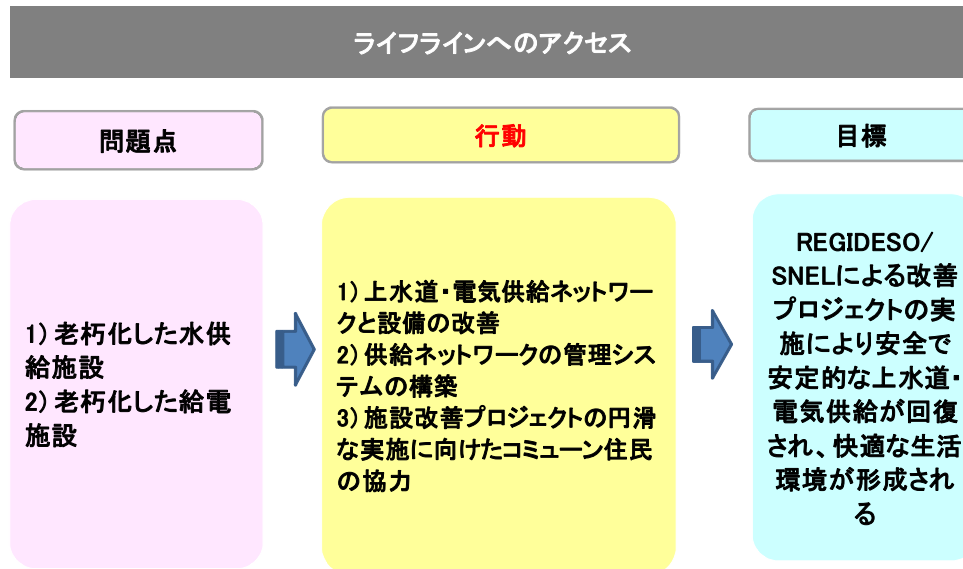 ライフラインへのアクセス
問題点
行動
目標
1) 老朽化した水供
給施設
2) 老朽化した給電
施設
1) 上水道・電気供給ネットワー
クと設備の改善
2) 供給ネットワークの管理シス
テムの構築
3) 施設改善プロジェクトの円滑
な実施に向けたコミューン住民
の協力
REGIDESO/
SNELによる改善
プロジェクトの実
施により安全で
安定的な上水道・
電気供給が回復
され、快適な生活
環境が形成され
る